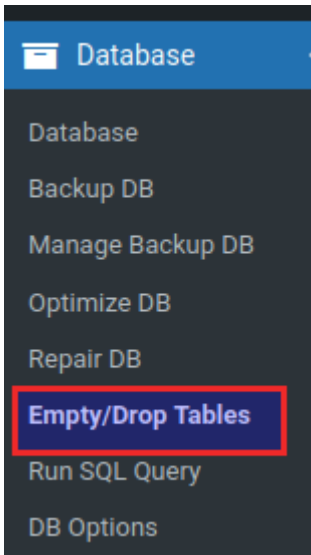 Database
Database
Backup DB
Manage Backup DB
Optimize DB
Repair DB
Empty/Drop Tables
Run SQL Query
DB Options